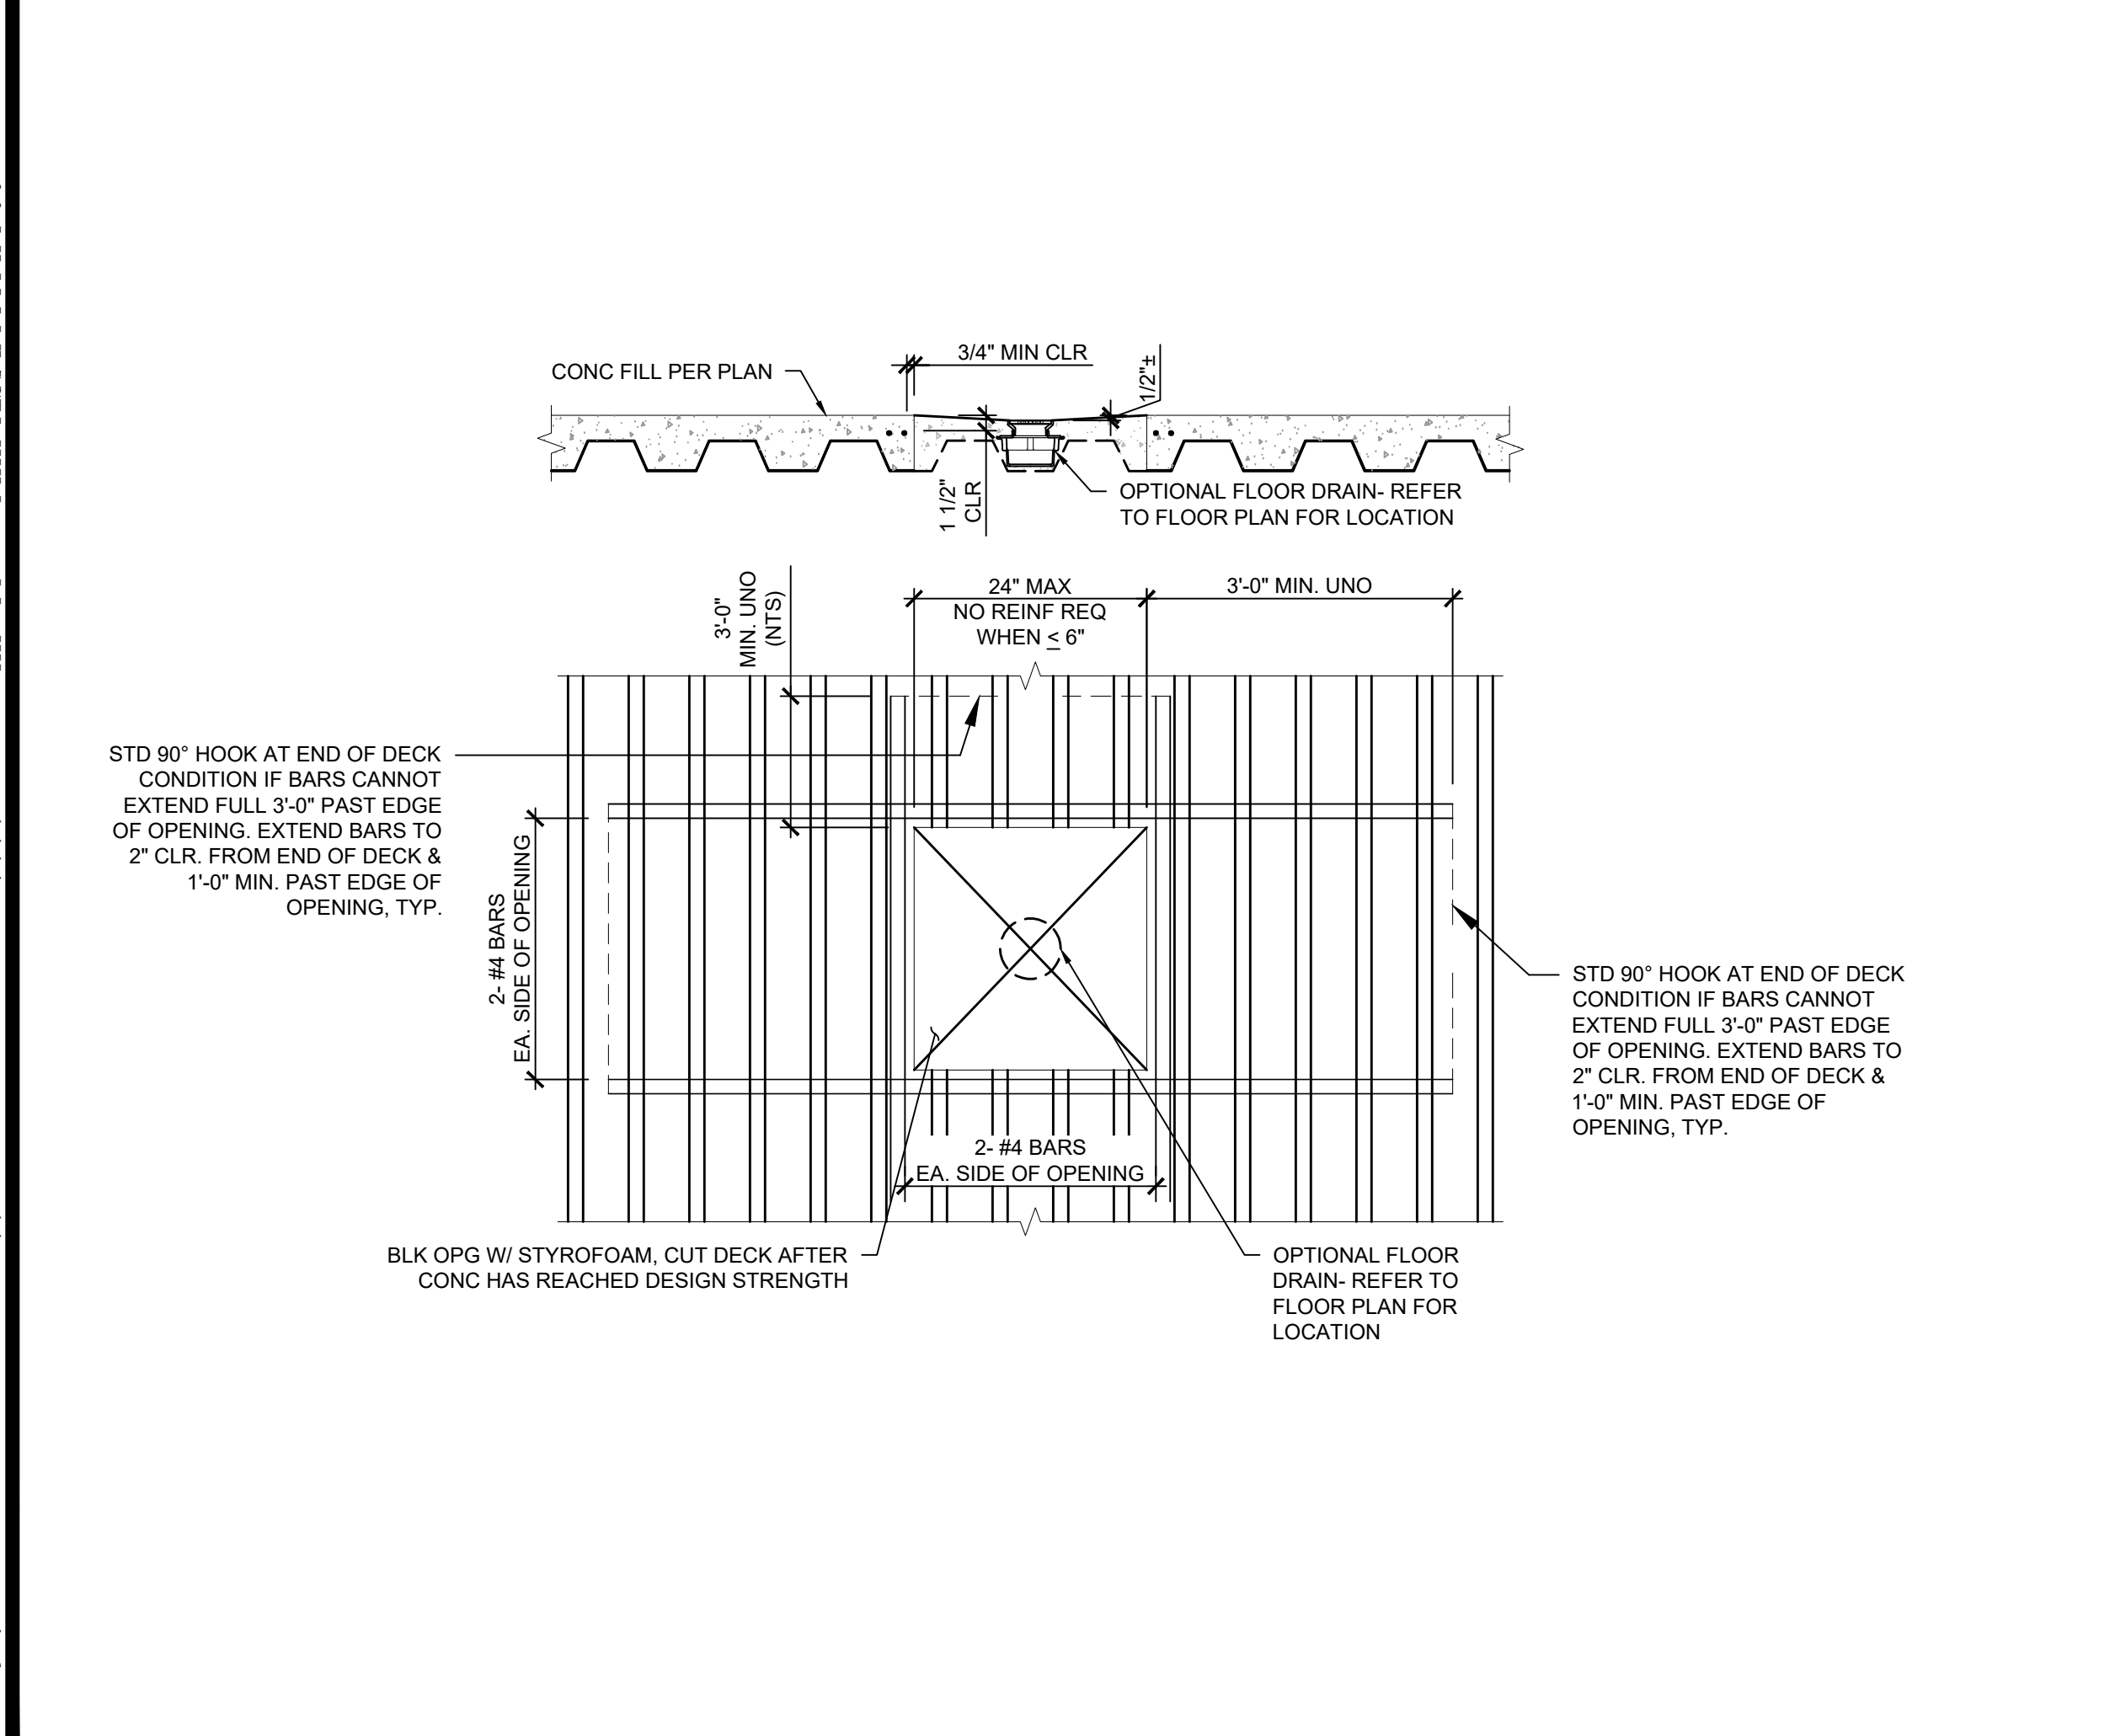 3/4" MIN CLR
CONC FILL PER PLAN
1/2"±
1 1/2"
CLR
OPTIONAL FLOOR DRAIN- REFER
TO FLOOR PLAN FOR LOCATION
3'-0"
MIN. UNO
(NTS)
24" MAX
NO REINF REQ
WHEN ≤ 6"
3'-0" MIN. UNO
STD 90° HOOK AT END OF DECK
CONDITION IF BARS CANNOT
EXTEND FULL 3'-0" PAST EDGE
OF OPENING. EXTEND BARS TO
2" CLR. FROM END OF DECK &
1'-0" MIN. PAST EDGE OF
OPENING, TYP.
2- #4 BARS
EA. SIDE OF OPENING
STD 90° HOOK AT END OF DECK
CONDITION IF BARS CANNOT
EXTEND FULL 3'-0" PAST EDGE
OF OPENING. EXTEND BARS TO
2" CLR. FROM END OF DECK &
1'-0" MIN. PAST EDGE OF
OPENING, TYP.
2- #4 BARS
EA. SIDE OF OPENING
BLK OPG W/ STYROFOAM, CUT DECK AFTER
CONC HAS REACHED DESIGN STRENGTH
OPTIONAL FLOOR
DRAIN- REFER TO
FLOOR PLAN FOR
LOCATION